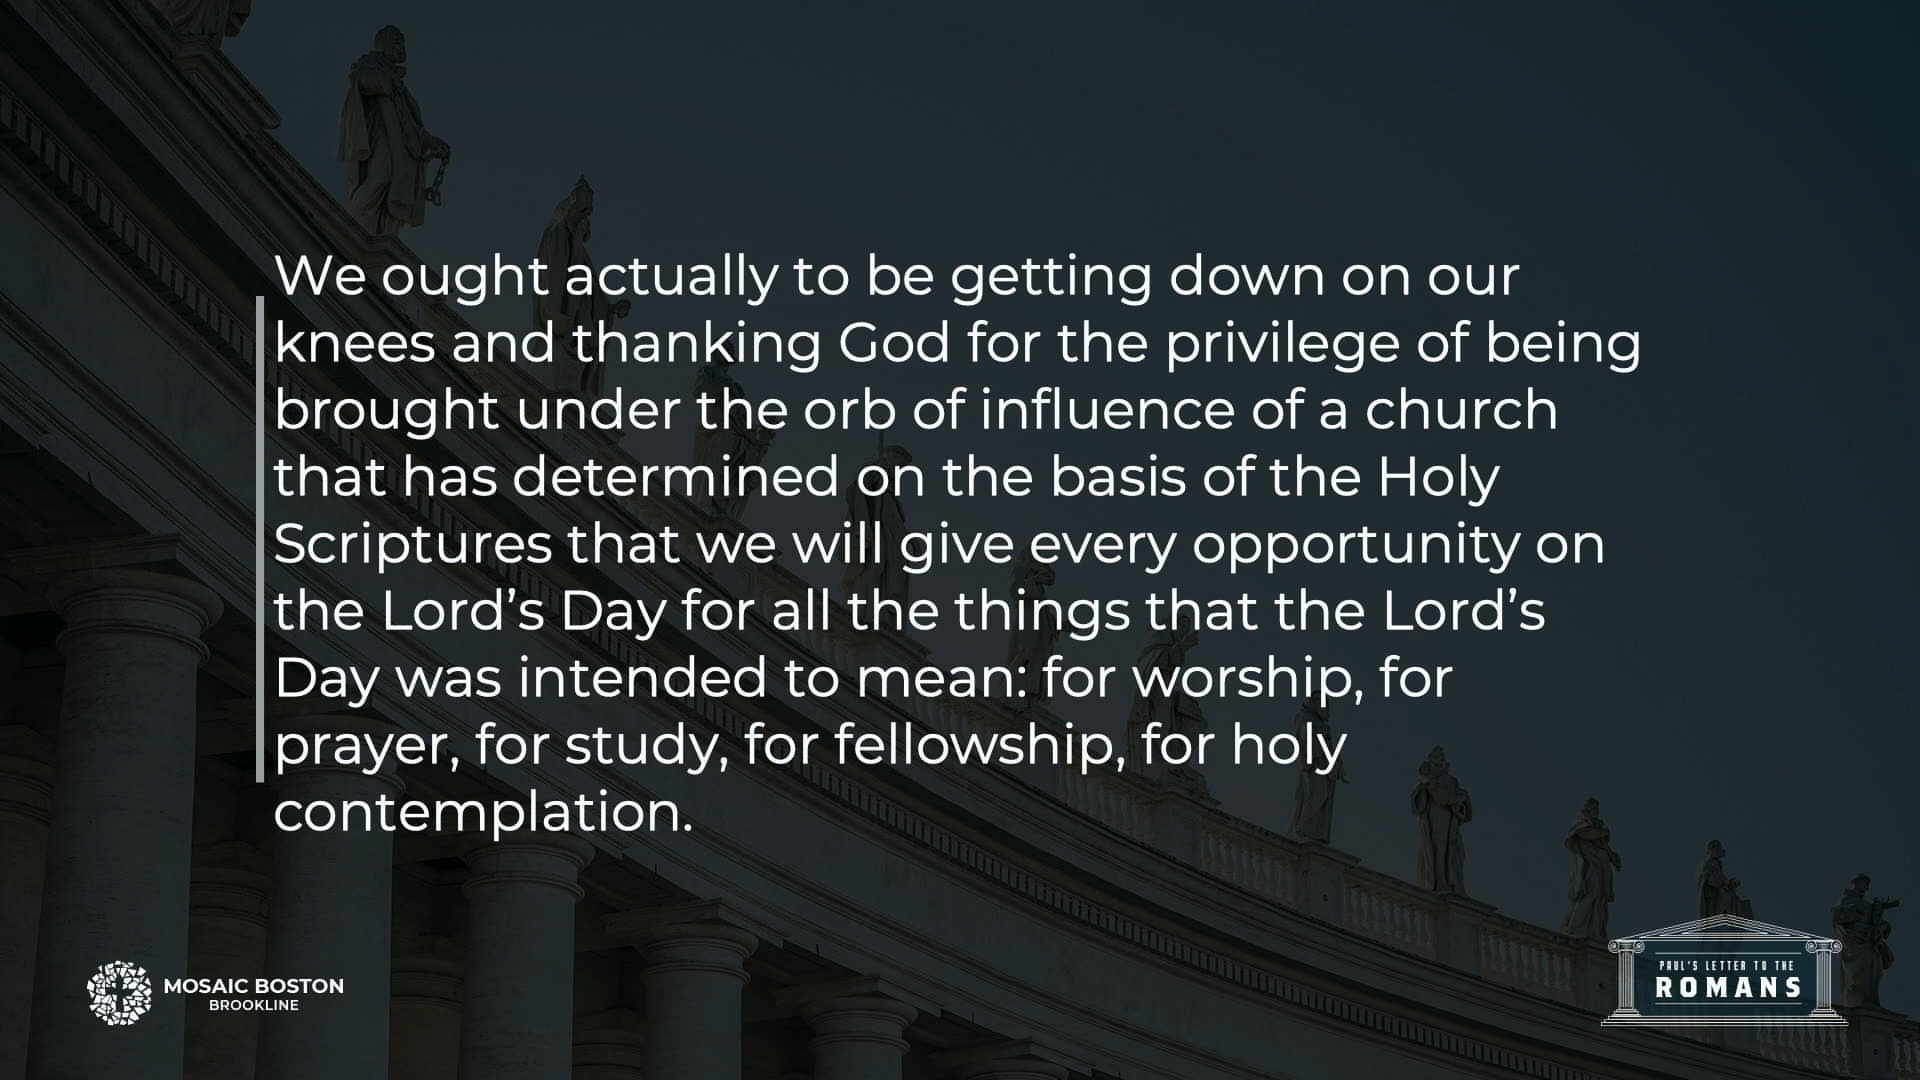 We ought actually to be getting down on our
knees and thanking God for the privilege of being
brought under the orb of influence of a church
that has determined on the basis of the Holy
Scriptures that we will give every opportunity on
the Lord’s Day for all the things that the Lord’s
Day was intended to mean: for worship, for
prayer, for study, for fellowship, for holy
contemplation.
MOSAIC BOSTON
BROOKLINE
PAUL'S LETTER TO THE
ROMANS